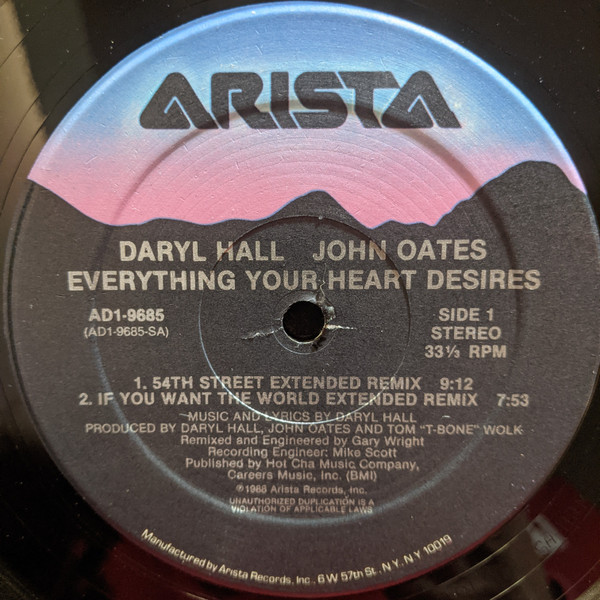 ARISTA
DARYL HALL JOHN OATES
EVERYTHING YOUR HEART DESIRES
AD1-9685
(AD1-9685-SA)
SIDE 1
STEREO
33⅓ RPM
1. 54TH STREET EXTENDED REMIX 9:12
2. IF YOU WANT THE WORLD EXTENDED REMIX 7:53
MUSIC AND LYRICS BY DARYL HALL
PRODUCED BY DARYL HALL, JOHN OATES AND TOM "T-BONE" WOLK
Remixed and Engineered by Gary Wright
Recording Engineer: Mike Scott
Published by Hot Cha Music Company,
Careers Music, Inc. (BMI)
℗1988 Arista Records, Inc.
UNAUTHORIZED DUPLICATION IS A
VIOLATION OF APPLICABLE LAWS
Manufactured by Arista Records, Inc., 6 W 57th St., N.Y., N.Y. 10019